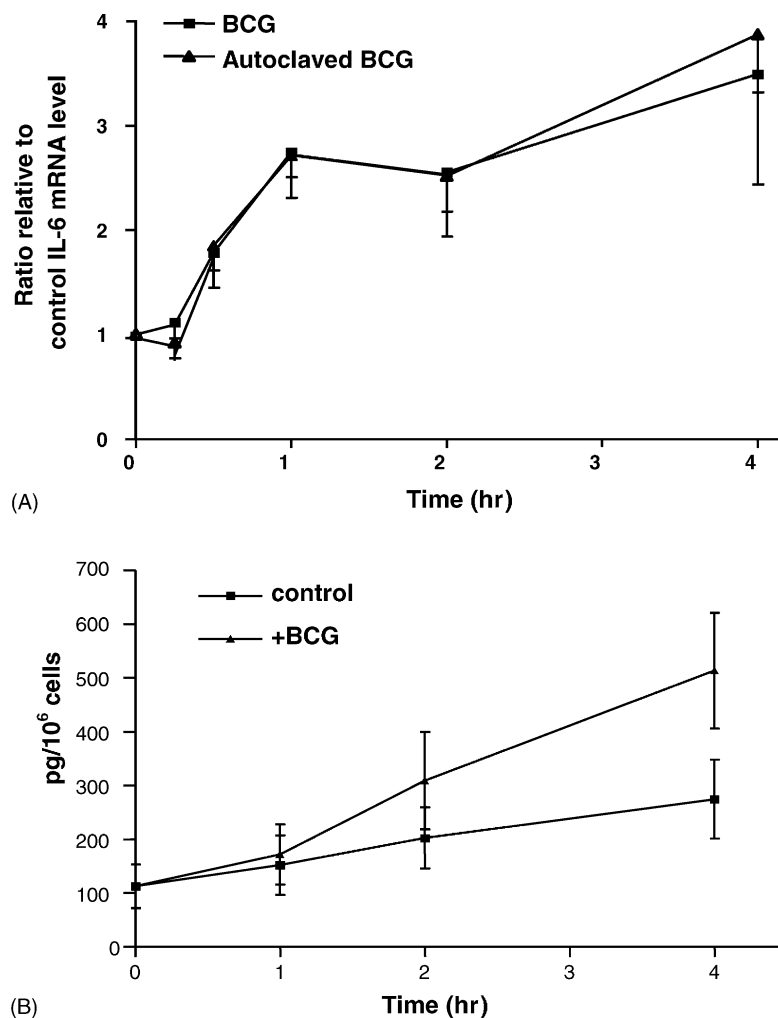 4
BCG
Autoclaved BCG
3
2
1
0
Ratio relative to
control IL-6 mRNA level
0 1 2 3 4
Time (hr)
(A)
700
control
600
+BCG
500
400
300
200
100
0
pg/10⁶ cells
0 1 2 3 4
Time (hr)
(B)